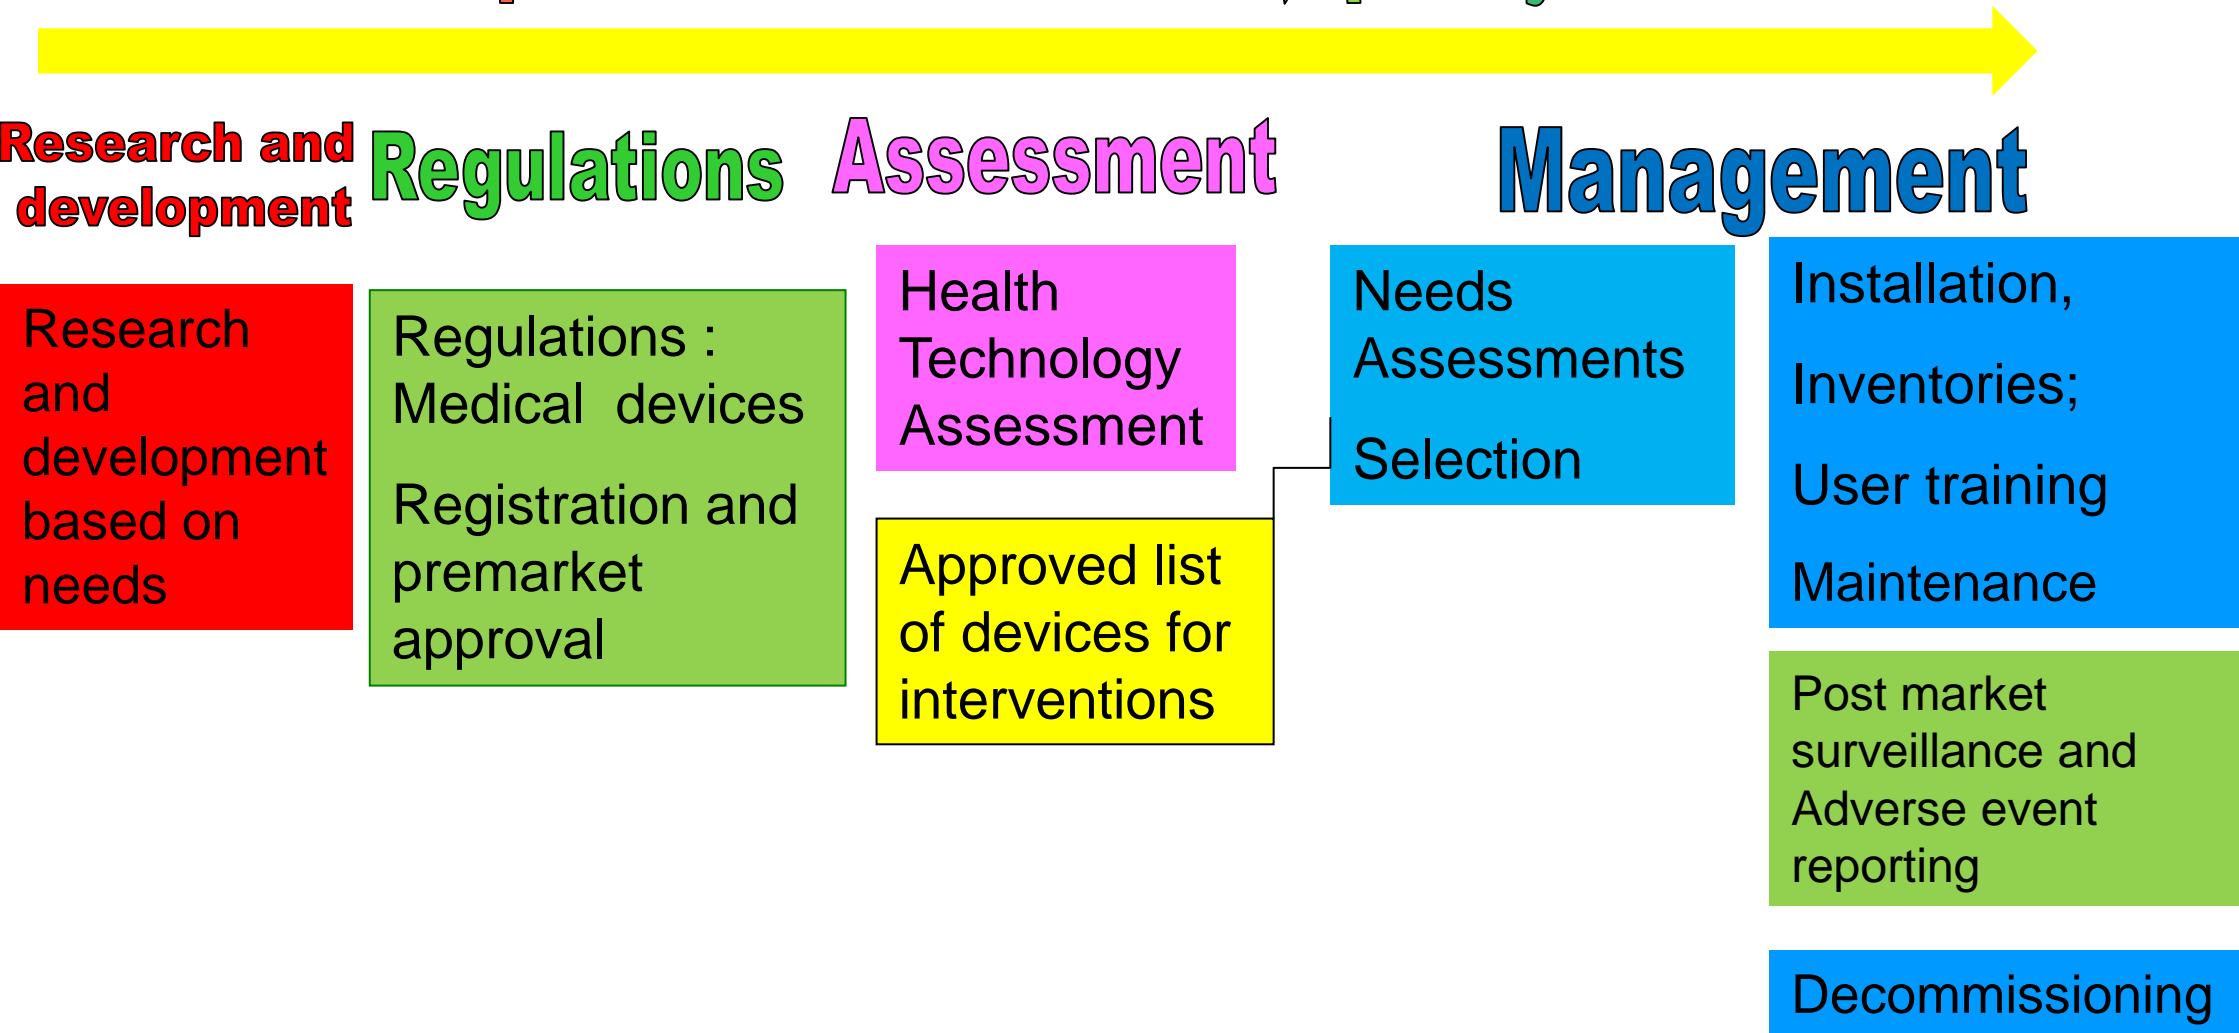 Research and
development
Regulations
Assessment
Management
Research
and
development
based on
needs
Regulations :
Medical devices
Registration and
premarket
approval
Health
Technology
Assessment
Approved list
of devices for
interventions
Needs
Assessments
Selection
Installation,
Inventories;
User training
Maintenance
Post market
surveillance and
Adverse event
reporting
Decommissioning